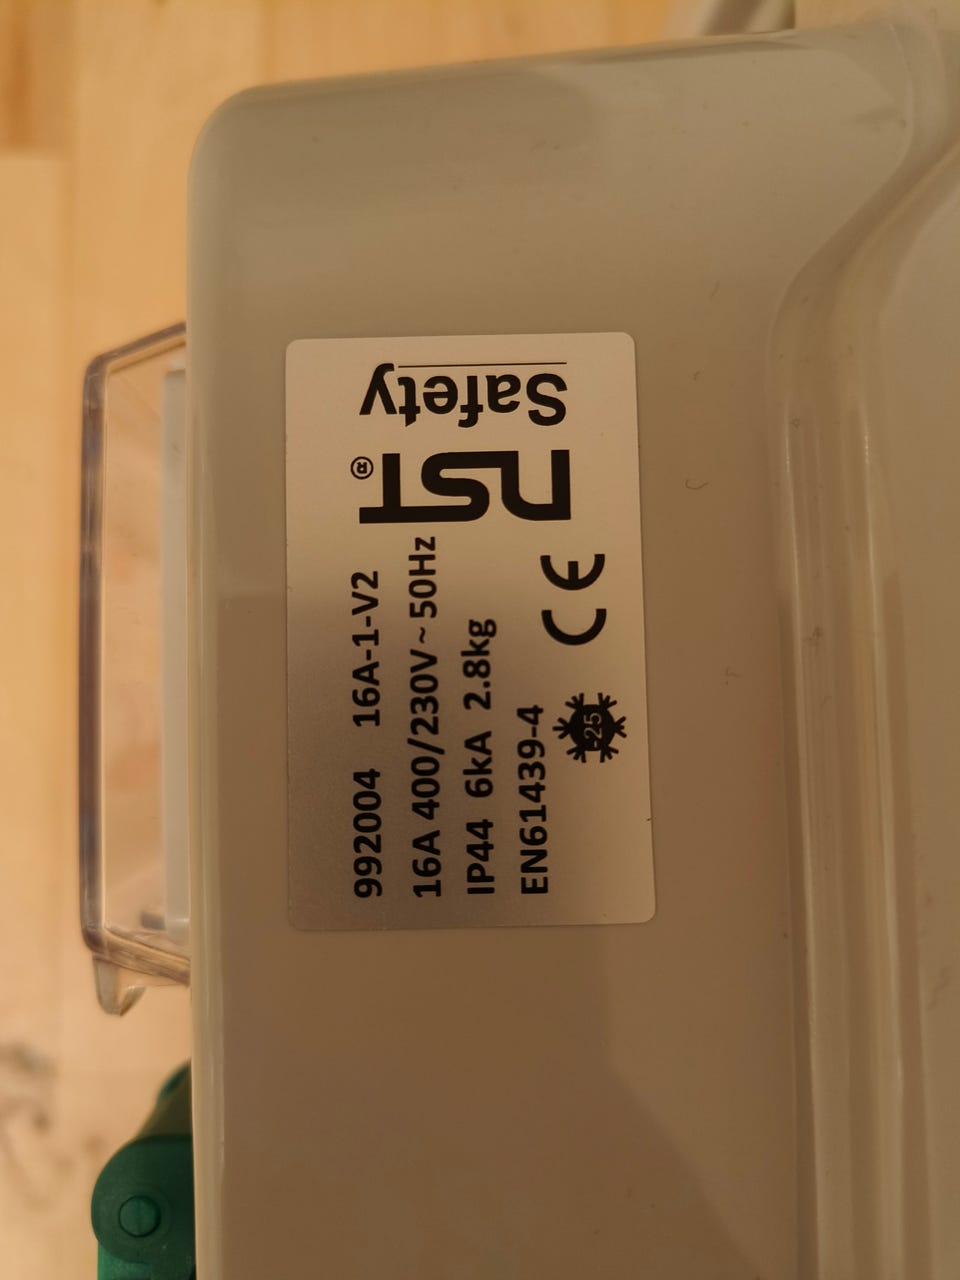 Safety
nst®
992004 16A-1-V2
16A 400/230V~50Hz
IP44 6kA 2.8kg
EN61439-4
-25
CE